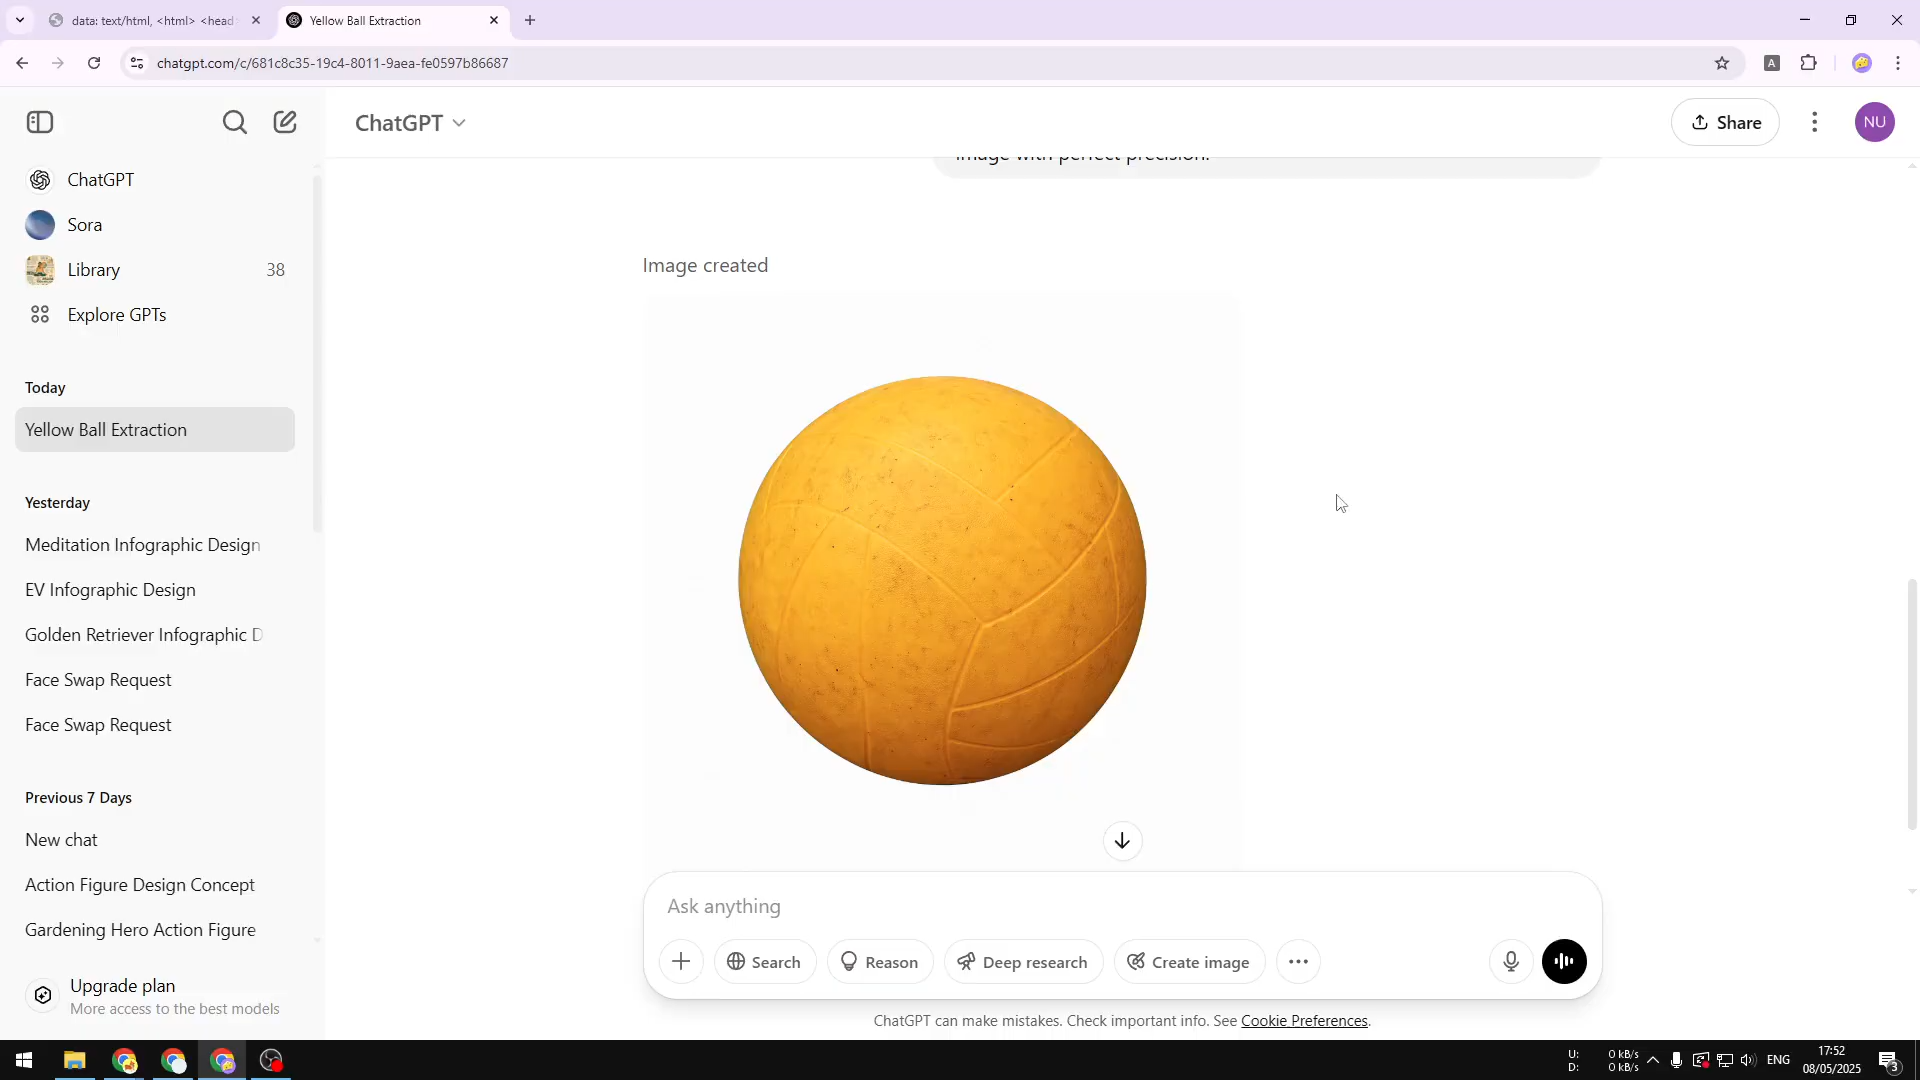 data: text/html, <html> <head
Yellow Ball Extraction
chatgpt.com/c/681c8c35-19c4-8011-9aea-fe0597b86687
A
ChatGPT
Share
NU
ChatGPT
Sora
Library 38
Explore GPTs
Today
Yellow Ball Extraction
Yesterday
Meditation Infographic Design
EV Infographic Design
Golden Retriever Infographic D
Face Swap Request
Face Swap Request
Previous 7 Days
New chat
Action Figure Design Concept
Gardening Hero Action Figure
Upgrade plan
More access to the best models
image with perfect precision.
Image created
Ask anything
Search
Reason
Deep research
Create image
ChatGPT can make mistakes. Check important info. See Cookie Preferences.
U: 0 kB/s
D: 0 kB/s
ENG
17:52
08/05/2025
3